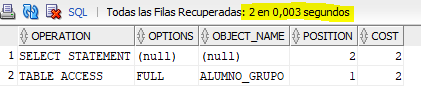 SQL | Todas las Filas Recuperadas: 2 en 0,003 segundos
OPERATION OPTIONS OBJECT_NAME POSITION COST
1 SELECT STATEMENT (null) (null) 2 2
2 TABLE ACCESS FULL ALUMNO_GRUPO 1 2